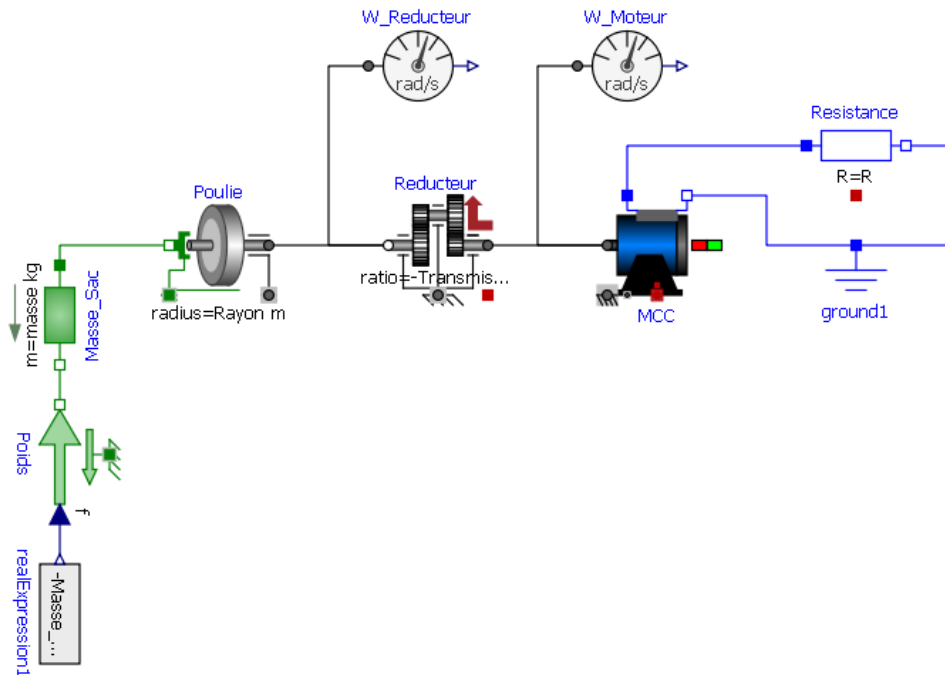 W_Reducteur
W_Moteur
rad/s
rad/s
Resistance
R=R
Poulie
Reducteur
radius=Rayon m
ratio=-Transmis...
MCC
ground1
m=masse kg
Masse_Sac
Poids
f
realExpression1
-Masse_...